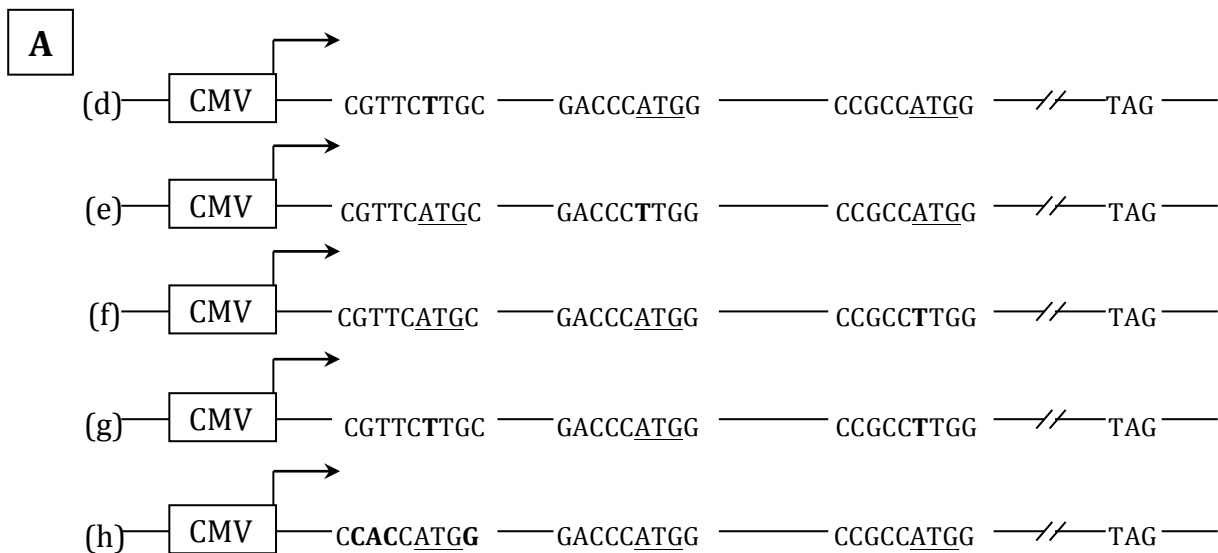 A
(d) CMV CGTTCTTGC GACCCATGG CCGCCATGG TAG
(e) CMV CGTTCATGC GACCCTTGG CCGCCATGG TAG
(f) CMV CGTTCATGC GACCCATGG CCGCCTTGG TAG
(g) CMV CGTTCTTGC GACCCATGG CCGCCTTGG TAG
(h) CMV CCACCATGG GACCCATGG CCGCCATGG TAG